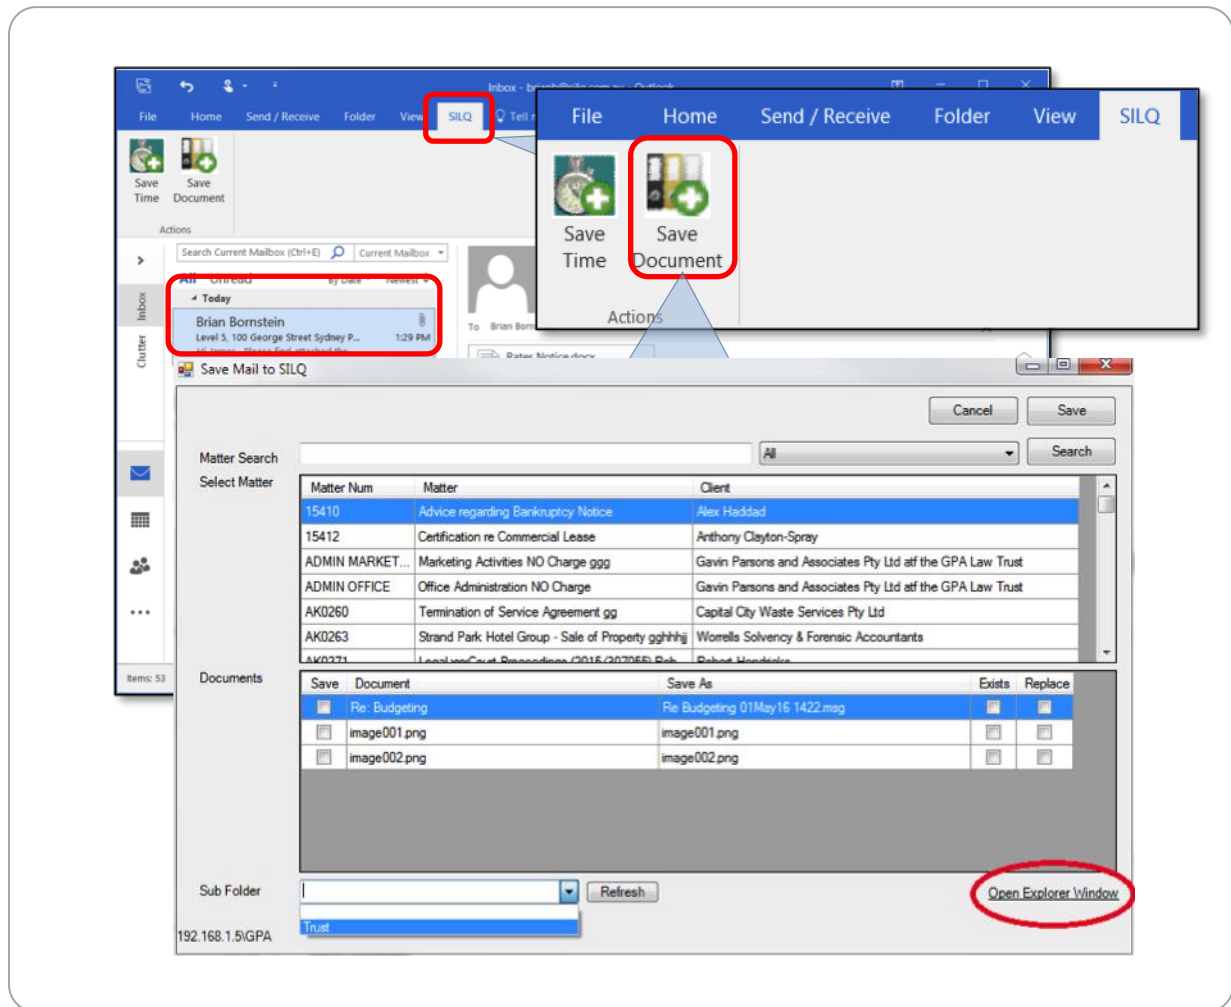 Inbox - br
File Home Send / Receive Folder View SILQ Tell
File Home Send / Receive Folder View SILQ
Save Time
Save Document
Actions
Save Time
Save Document
Actions
Search Current Mailbox (Ctrl+E) Current Mailbox
All Unread By Date Newest
Today
Inbox
Clutter
Brian Bornstein
Level 5, 100 George Street Sydney P... 1:29 PM
To Brian Born
Rates Notice.docx
Items: 53
Save Mail to SILQ
Cancel Save
Matter Search All Search
Select Matter
Matter Num Matter Client
15410 Advice regarding Bankruptcy Notice Alex Haddad
15412 Certification re Commercial Lease Anthony Clayton-Spray
ADMIN MARKET... Marketing Activities NO Charge ggg Gavin Parsons and Associates Pty Ltd atf the GPA Law Trust
ADMIN OFFICE Office Administration NO Charge Gavin Parsons and Associates Pty Ltd atf the GPA Law Trust
AK0260 Termination of Service Agreement gg Capital City Waste Services Pty Ltd
AK0263 Strand Park Hotel Group - Sale of Property gghhhjj Worrells Solvency & Forensic Accountants
AK0271
Documents
Save Document Save As Exists Replace
Re: Budgeting Re Budgeting 01May16 1422.msg
image001.png image001.png
image002.png image002.png
Sub Folder Refresh Open Explorer Window
Trust
192.168.1.5\GPA